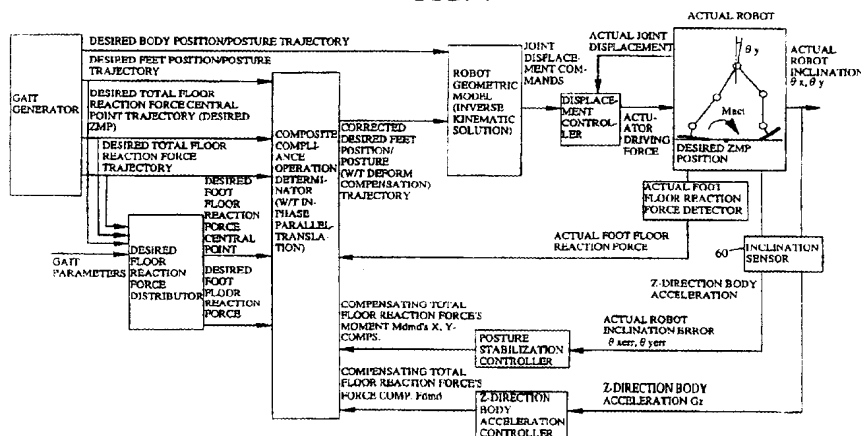 ACTUAL ROBOT
DESIRED BODY POSITION/POSTURE TRAJECTORY
DESIRED FEET POSITION/POSTURE
TRAJECTORY
GAIT
GENERATOR
DESIRED TOTAL FLOOR
REACTION FORCE CENTRAL
POINT TRAJECTORY (DESIRED
ZMP)
DESIRED TOTAL FLOOR
REACTION FORCE
TRAJECTORY
DESIRED
FOOT
FLOOR
REACTION
FORCE
CENTRAL
POINT
GAIT
PARAMETERS
DESIRED
FLOOR
REACTION
FORCE
DISTRIBUTOR
DESIRED
FOOT
FLOOR
REACTION
FORCE
COMPOSITE
COMPLI-
ANCE
OPERATION
DETERMI-
NATOR
(W/T IN-
PHASE
PARALLEL-
TRANSLA-
TION)
CORRECTED
DESIRED FEET
POSITION/
POSTURE
(W/T DEFORM
COMPENSATION)
TRAJECTORY
ROBOT
GEOMETRIC
MODEL
(INVERSE
KINEMATIC
SOLUTION)
JOINT
DISPLACE-
MENT COM-
MANDS
ACTUAL JOINT
DISPLACEMENT
DISPLACE-
MENT
CONTROL-
LER
ACTU-
ATOR
DRIVING
FORCE
θ y
Mact
DESIRED ZMP
POSITION
ACTUAL
ROBOT
INCLINATION
θ x, θ y
ACTUAL FOOT
FLOOR REACTION
FORCE DETECTOR
ACTUAL FOOT FLOOR
REACTION FORCE
60
INCLINATION
SENSOR
Z-DIRECTION BODY
ACCELERATION
COMPENSATING TOTAL
FLOOR REACTION FORCE'S
MOMENT Mdmd's X, Y-
COMPS.
POSTURE
STABILIZATION
CONTROLLER
ACTUAL ROBOT
INCLINATION ERROR
θ xerr, θ yerr
COMPENSATING TOTAL
FLOOR REACTION FORCE'S
FORCE COMP. Fdmd
Z-DIRECTION
BODY
ACCELERATION
CONTROLLER
Z-DIRECTION BODY
ACCELERATION Gz